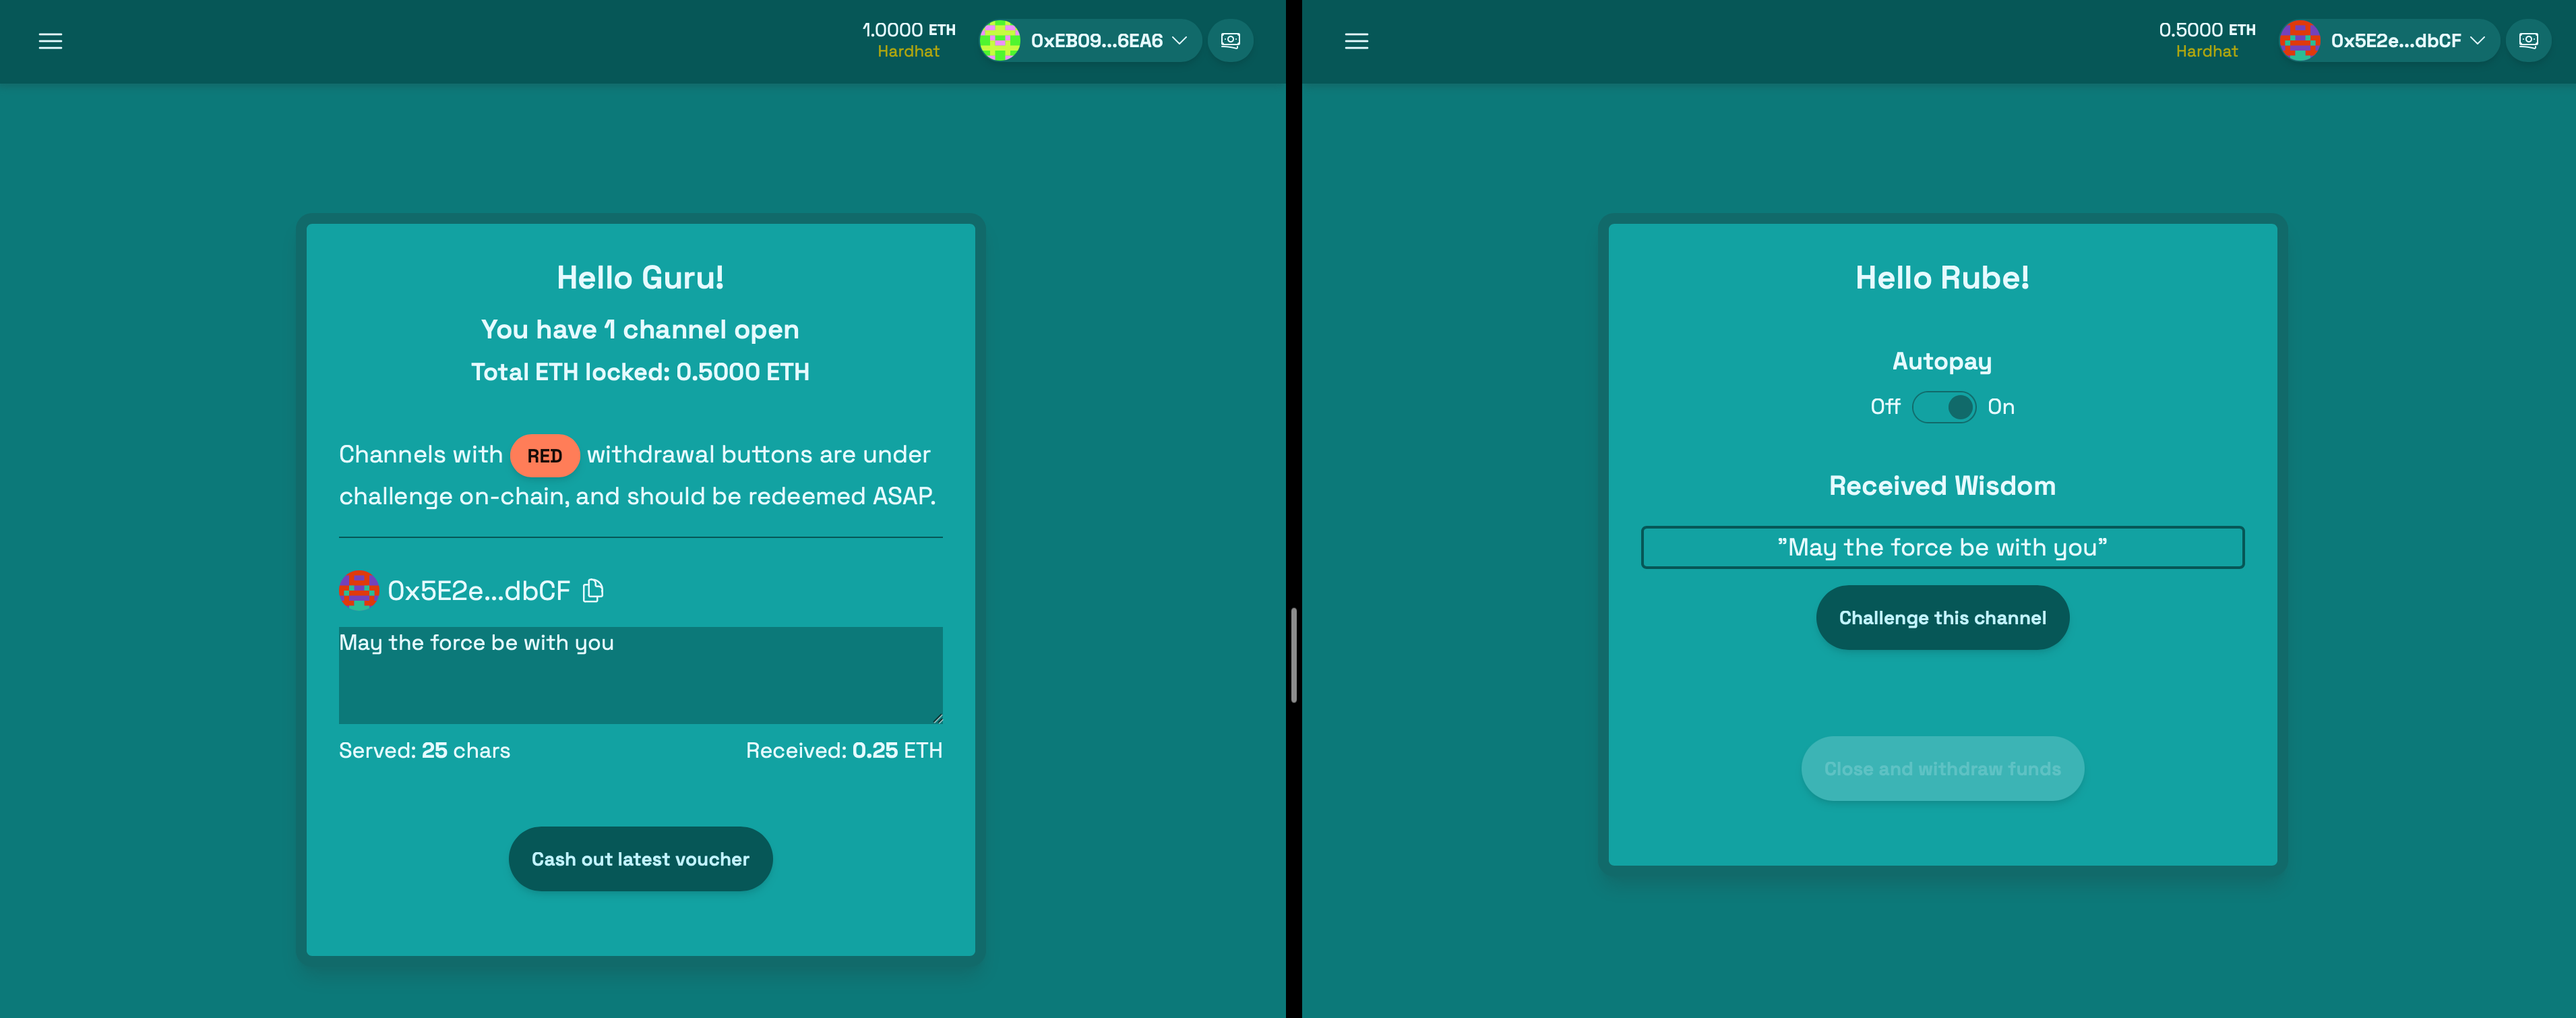 1.0000 ETH
Hardhat
0xEB09...6EA6
Hello Guru!
You have 1 channel open
Total ETH locked: 0.5000 ETH
Channels with RED withdrawal buttons are under
challenge on-chain, and should be redeemed ASAP.
0x5E2e...dbCF
May the force be with you
Served: 25 chars
Received: 0.25 ETH
Cash out latest voucher
0.5000 ETH
Hardhat
0x5E2e...dbCF
Hello Rube!
Autopay
Off On
Received Wisdom
"May the force be with you"
Challenge this channel
Close and withdraw funds